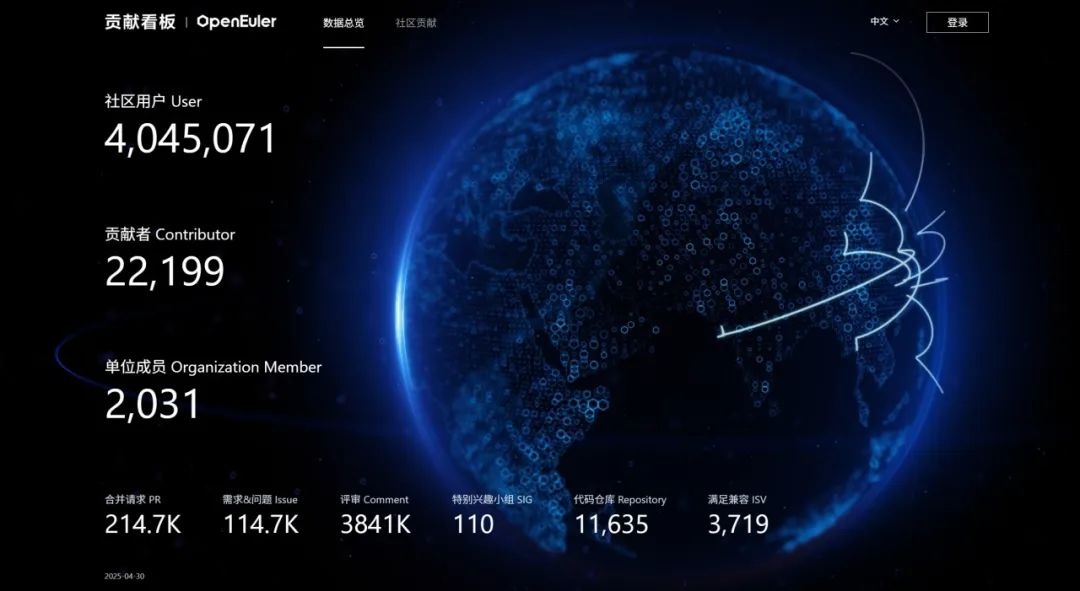 贡献看板 | OpenEuler 数据总览 社区贡献 中文 登录
社区用户 User
4,045,071
贡献者 Contributor
22,199
单位成员 Organization Member
2,031
合并请求 PR 需求&问题 Issue 评审 Comment 特别兴趣小组 SIG 代码仓库 Repository 满足兼容 ISV
214.7K 114.7K 3841K 110 11,635 3,719
2025-04-30